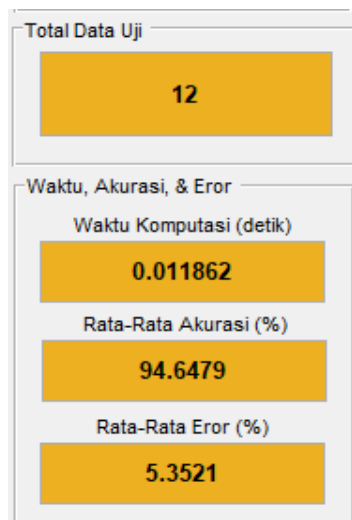 Total Data Uji
12
Waktu, Akurasi, & Eror
Waktu Komputasi (detik)
0.011862
Rata-Rata Akurasi (%)
94.6479
Rata-Rata Eror (%)
5.3521